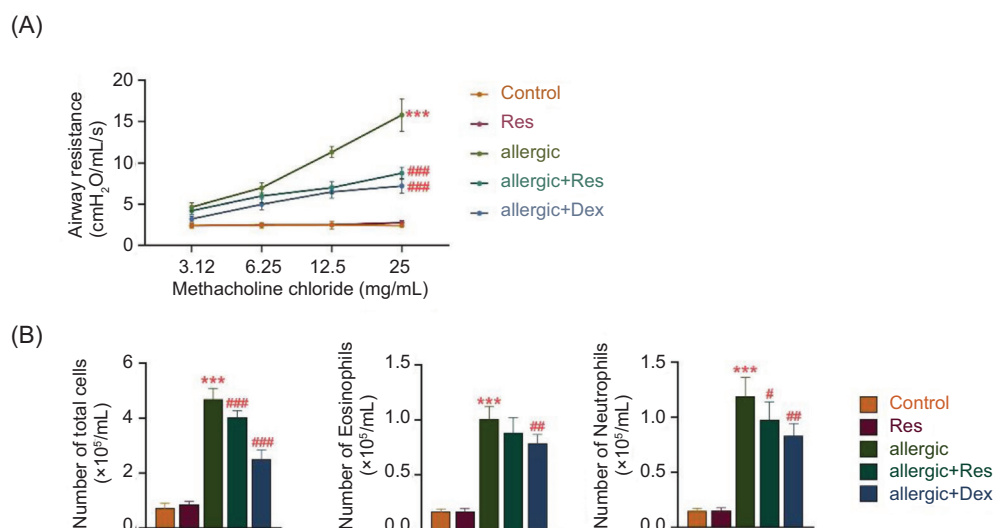 (A)
Airway resistance
(cmH₂O/mL/s)
20
15
10
5
0
***
###
###
3.12 6.25 12.5 25
Methacholine chloride (mg/mL)
Control
Res
allergic
allergic+Res
allergic+Dex
(B)
Number of total cells
(×10⁵/mL)
6
4
2
0
***
###
###
Number of Eosinophils
(×10⁵/mL)
1.5
1.0
0.5
0.0
***
##
Number of Neutrophils
(×10⁵/mL)
1.5
1.0
0.5
0.0
***
#
##
Control
Res
allergic
allergic+Res
allergic+Dex